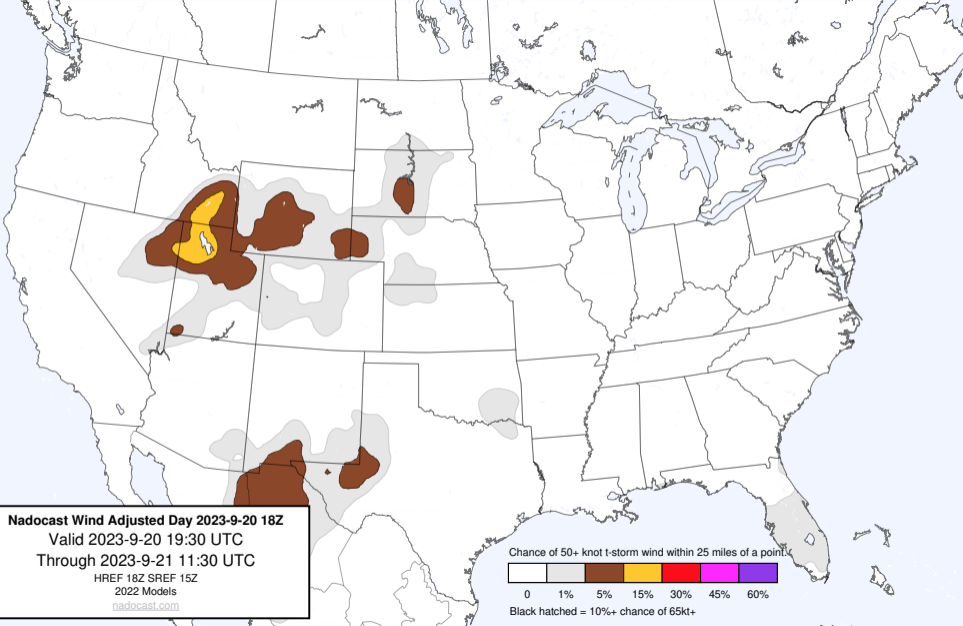 Nadocast Wind Adjusted Day 2023-9-20 18Z
Valid 2023-9-20 19:30 UTC
Through 2023-9-21 11:30 UTC
HREF 18Z SREF 15Z
2022 Models
nadocast.com
Chance of 50+ knot t-storm wind within 25 miles of a point.
0 1% 5% 15% 30% 45% 60%
Black hatched = 10%+ chance of 65kt+